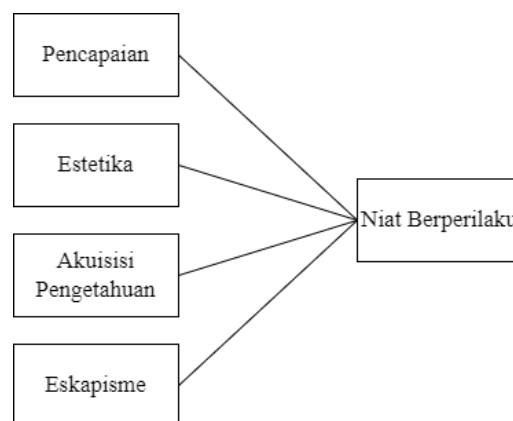 Pencapaian
Estetika
Akuisisi
Pengetahuan
Eskapisme
Niat Berperilaku